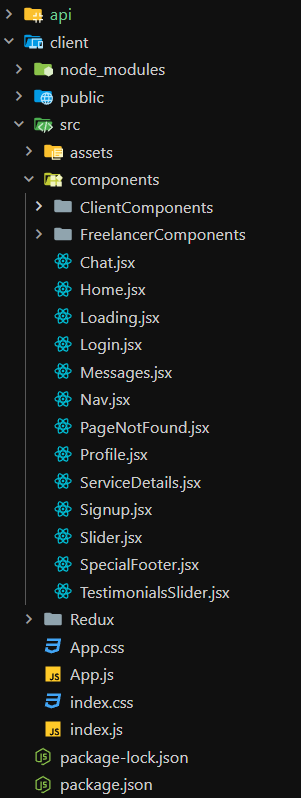 api
client
node_modules
public
src
assets
components
ClientComponents
FreelancerComponents
Chat.jsx
Home.jsx
Loading.jsx
Login.jsx
Messages.jsx
Nav.jsx
PageNotFound.jsx
Profile.jsx
ServiceDetails.jsx
Signup.jsx
Slider.jsx
SpecialFooter.jsx
TestimonialsSlider.jsx
Redux
App.css
JS App.js
index.css
JS index.js
package-lock.json
package.json